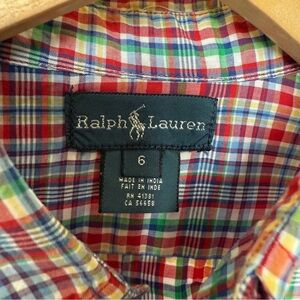 Ralph Lauren
6
MADE IN INDIA
FAIT EN INDE
RN 41381
CA 56658